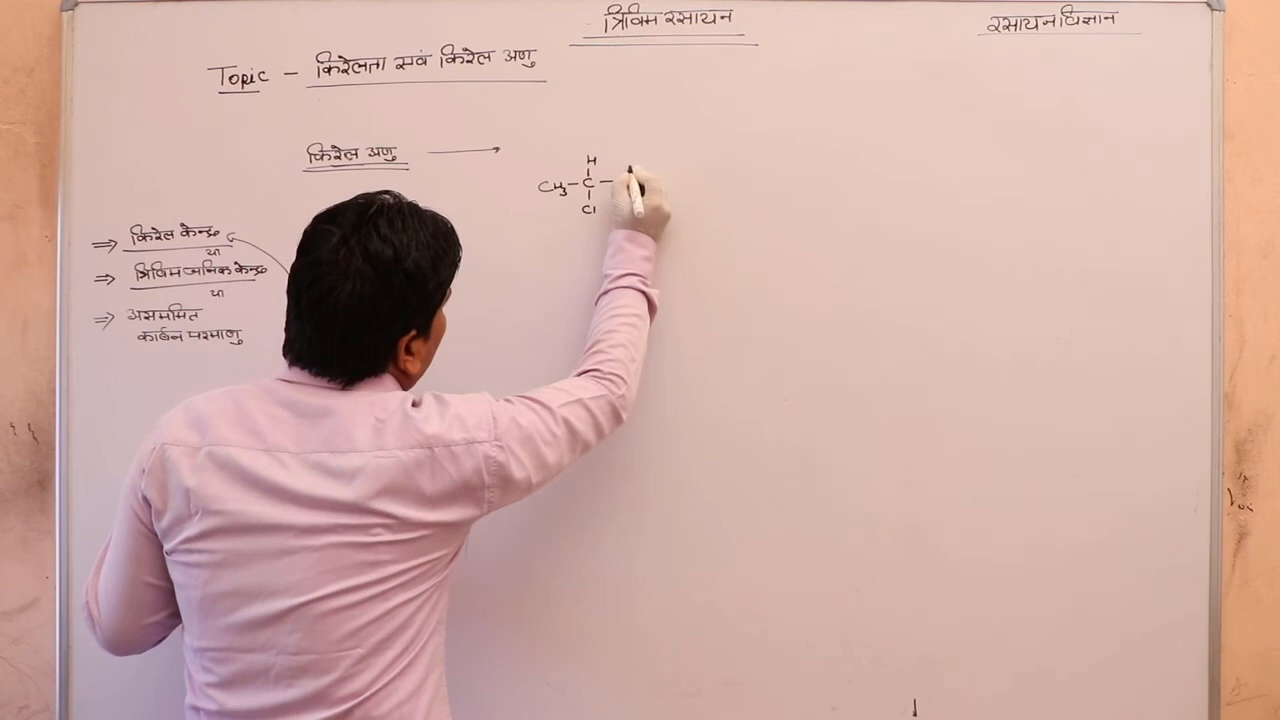 त्रिविम रसायन
रसायन विज्ञान
Topic - किरेलता एवं किरेल अणु
किरेल अणु →
H
CH3 - C -
Cl
⇒ किरेल केन्द्र
या
⇒ त्रिविम जनिक केन्द्र
या
⇒ असममित
कार्बन परमाणु